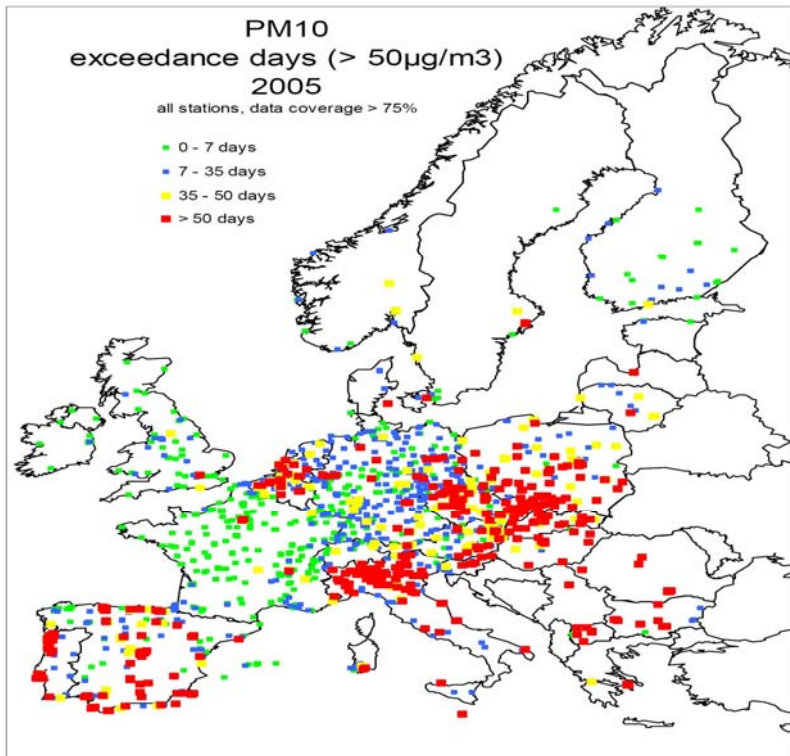 PM10
exceedance days (> 50µg/m3)
2005
all stations, data coverage > 75%
0 - 7 days
7 - 35 days
35 - 50 days
> 50 days